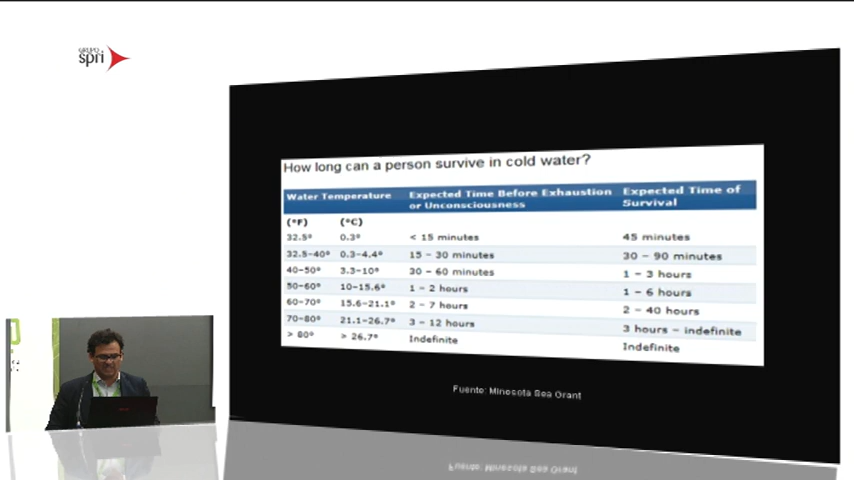 GRUPO
spri
How long can a person survive in cold water?
Water Temperature Expected Time Before Exhaustion or Unconsciousness Expected Time of Survival
(°F) (°C)
32.5° 0.3° < 15 minutes 45 minutes
32.5–40° 0.3–4.4° 15 – 30 minutes 30 – 90 minutes
40–50° 3.3–10° 30 – 60 minutes 1 – 3 hours
50–60° 10–15.6° 1 – 2 hours 1 – 6 hours
60–70° 15.6–21.1° 2 – 7 hours 2 – 40 hours
70–80° 21.1–26.7° 3 – 12 hours 3 hours – indefinite
> 80° > 26.7° Indefinite Indefinite
Fuente: Minesota Sea Grant